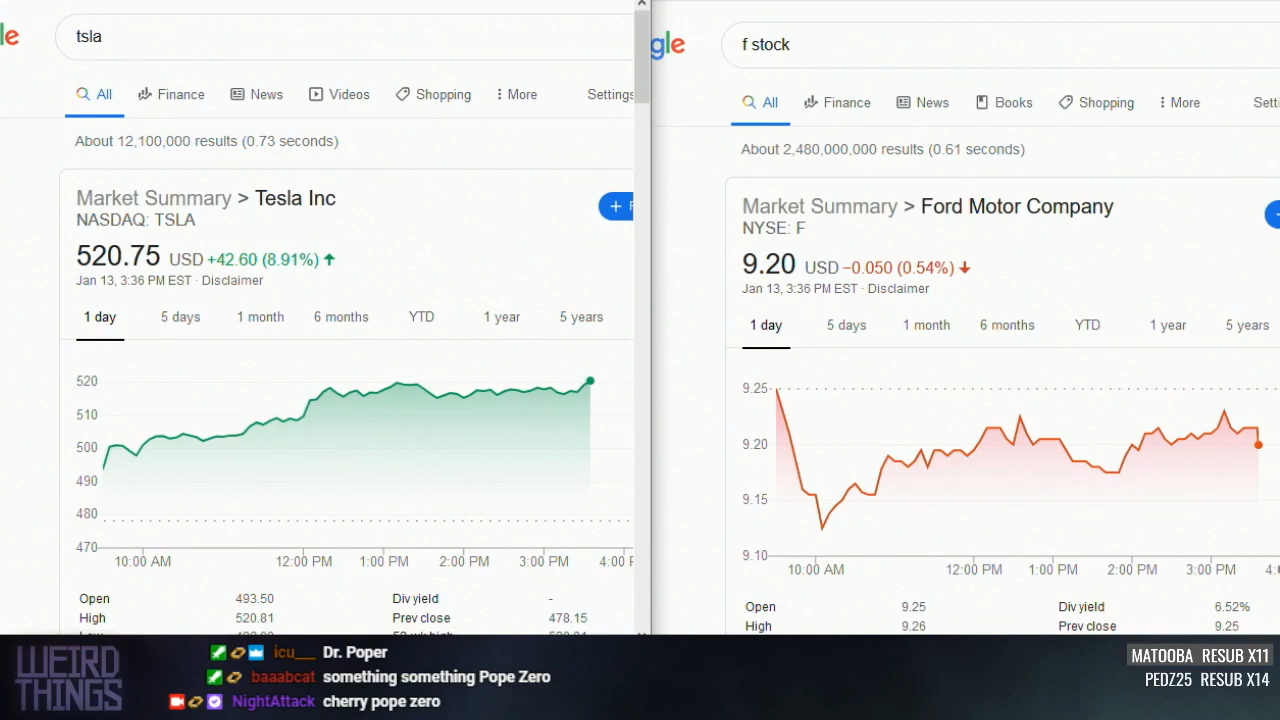 le
tsla
All
Finance
News
Videos
Shopping
More
Settings
About 12,100,000 results (0.73 seconds)
Market Summary > Tesla Inc
NASDAQ: TSLA
520.75 USD +42.60 (8.91%)
Jan 13, 3:36 PM EST · Disclaimer
1 day
5 days
1 month
6 months
YTD
1 year
5 years
520
510
500
490
480
470
10:00 AM
12:00 PM
1:00 PM
2:00 PM
3:00 PM
4:00 P
Open 493.50
Div yield -
High 520.81
Prev close 478.15
gle
f stock
All
Finance
News
Books
Shopping
More
Setti
About 2,480,000,000 results (0.61 seconds)
Market Summary > Ford Motor Company
NYSE: F
9.20 USD −0.050 (0.54%)
Jan 13, 3:36 PM EST · Disclaimer
1 day
5 days
1 month
6 months
YTD
1 year
5 years
9.25
9.20
9.15
9.10
10:00 AM
12:00 PM
1:00 PM
2:00 PM
3:00 PM
4:
Open 9.25
Div yield 6.52%
High 9.26
Prev close 9.25
WEIRD
THINGS
icu___ Dr. Poper
baaabcat something something Pope Zero
NightAttack cherry pope zero
MATOOBA RESUB X11
PEDZ25 RESUB X14